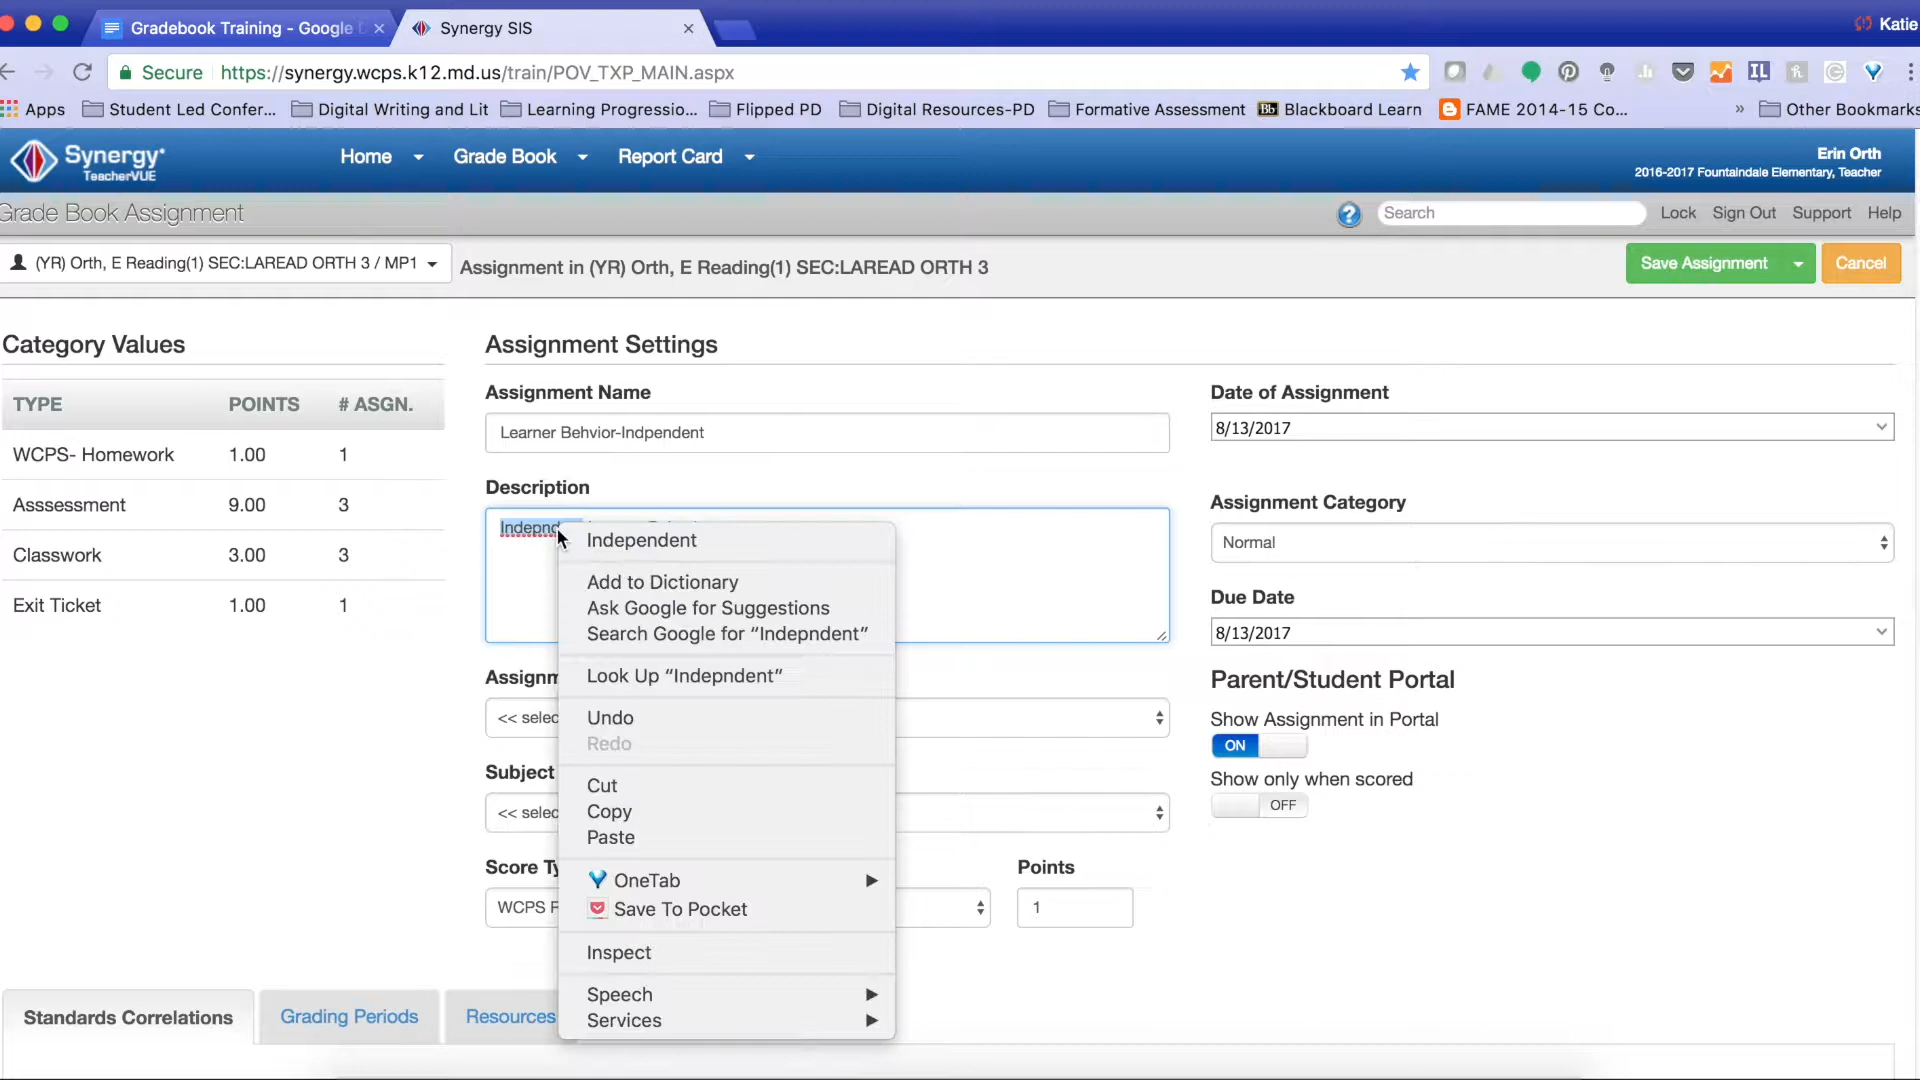 Gradebook Training - Google D
Synergy SIS
Katie
Secure
https://synergy.wcps.k12.md.us/train/POV_TXP_MAIN.aspx
IL
Apps
Student Led Confer...
Digital Writing and Lit
Learning Progressio...
Flipped PD
Digital Resources-PD
Formative Assessment
Bb Blackboard Learn
FAME 2014-15 Co...
»
Other Bookmarks
Synergy
TeacherVUE
Home
Grade Book
Report Card
Erin Orth
2016-2017 Fountaindale Elementary, Teacher
Grade Book Assignment
?
Search
Lock
Sign Out
Support
Help
(YR) Orth, E Reading(1) SEC:LAREAD ORTH 3 / MP1
Assignment in (YR) Orth, E Reading(1) SEC:LAREAD ORTH 3
Save Assignment
Cancel
Category Values
TYPE POINTS # ASGN.
WCPS- Homework 1.00 1
Asssessment 9.00 3
Classwork 3.00 3
Exit Ticket 1.00 1
Assignment Settings
Assignment Name
Learner Behvior-Indpendent
Description
Indepnd
Assignm
<< selec
Subject
<< selec
Score Ty
WCPS F
Points
1
Date of Assignment
8/13/2017
Assignment Category
Normal
Due Date
8/13/2017
Parent/Student Portal
Show Assignment in Portal
ON
Show only when scored
OFF
Independent
Add to Dictionary
Ask Google for Suggestions
Search Google for “Indepndent”
Look Up “Indepndent”
Undo
Redo
Cut
Copy
Paste
OneTab
Save To Pocket
Inspect
Speech
Services
Standards Correlations
Grading Periods
Resources